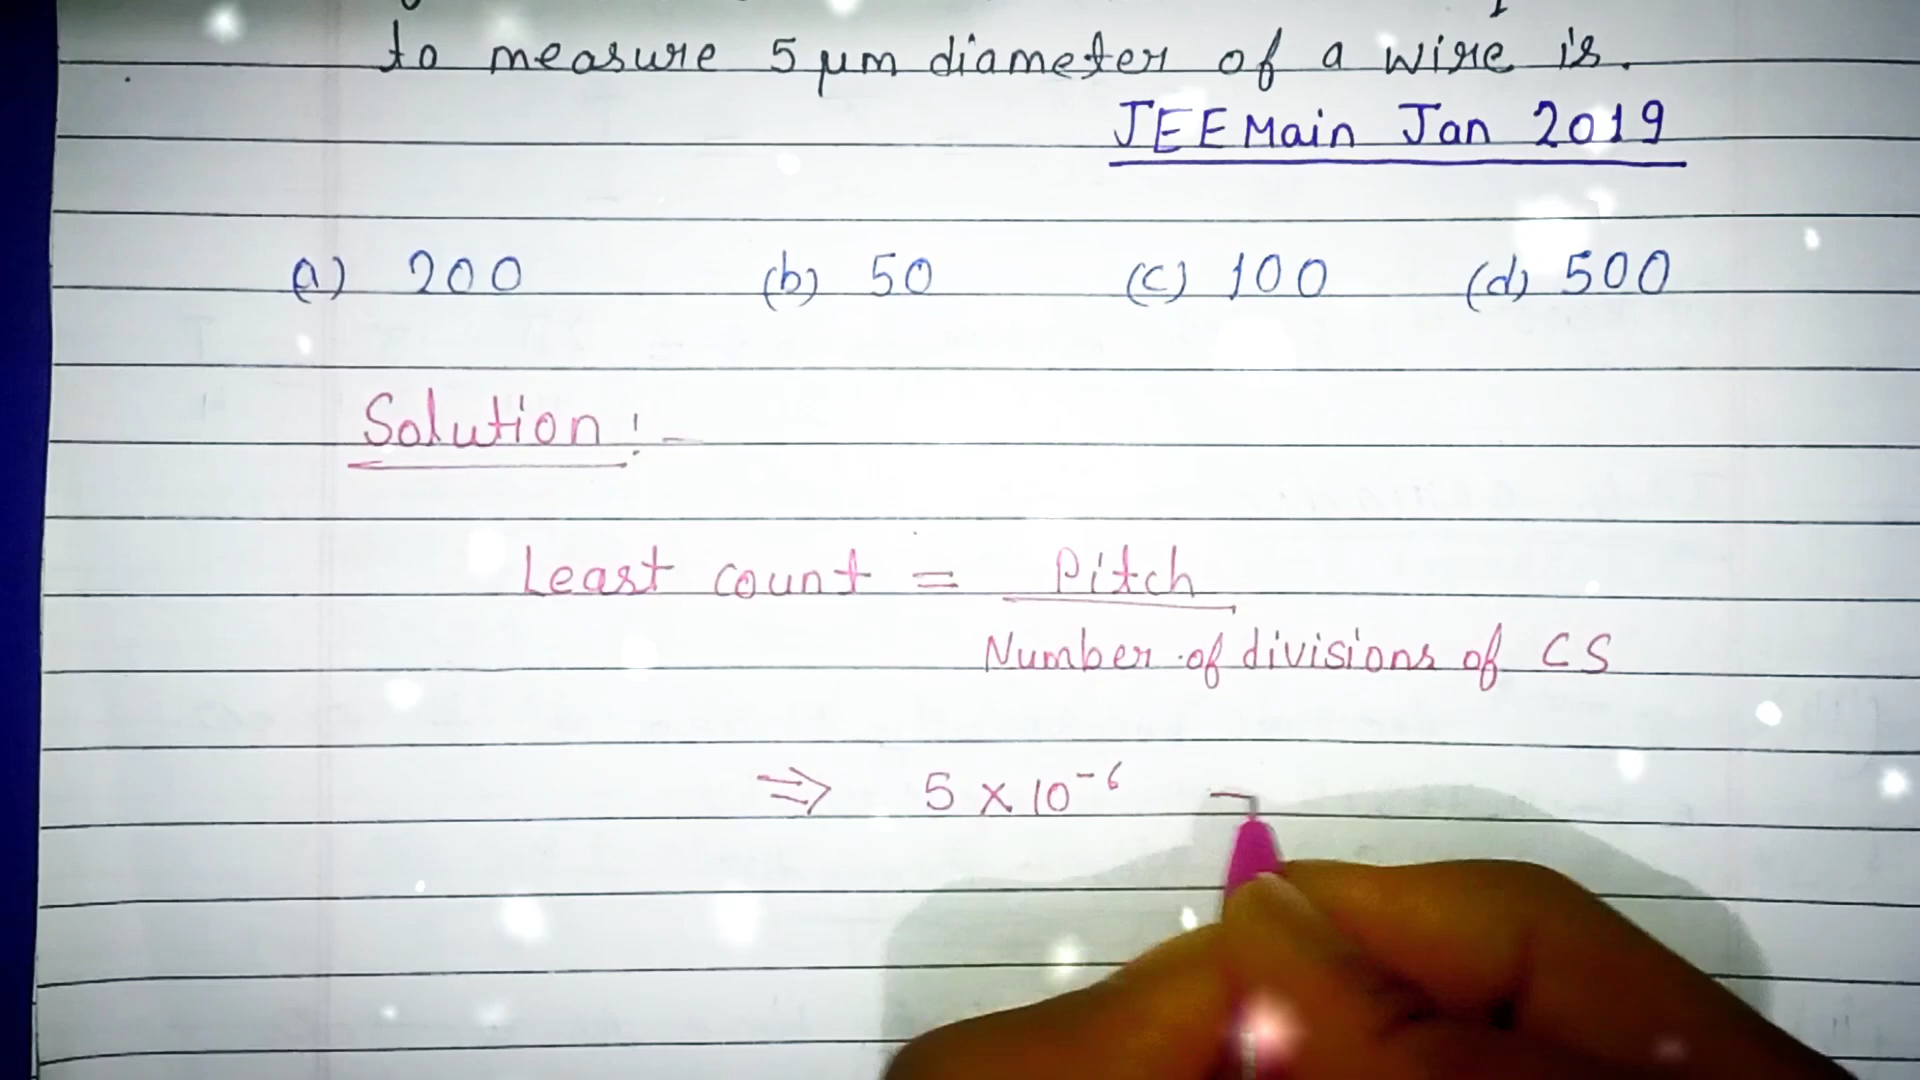 to measure 5 μm diameter of a wire is.
JEE Main Jan 2019
(a) 200 (b) 50 (c) 100 (d) 500
Solution :-
Least count = Pitch
Number of divisions of CS
⇒ 5 × 10⁻⁶